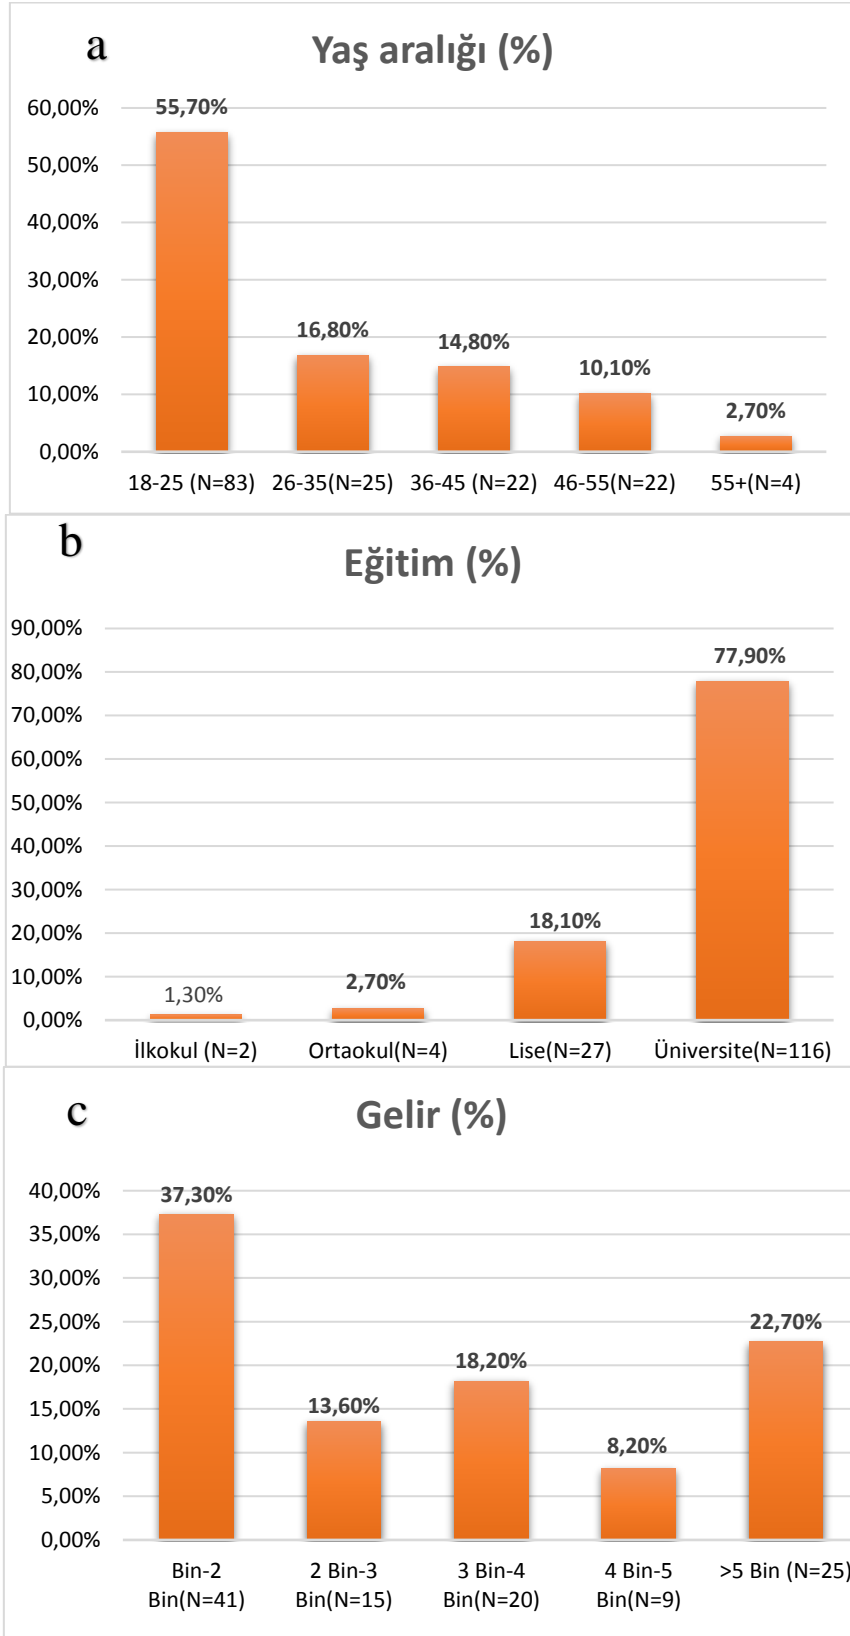 a
Yaş aralığı (%)
60,00%
50,00%
40,00%
30,00%
20,00%
10,00%
0,00%
55,70%
16,80%
14,80%
10,10%
2,70%
18-25 (N=83) 26-35(N=25) 36-45 (N=22) 46-55(N=22) 55+(N=4)
b
Eğitim (%)
90,00%
80,00%
70,00%
60,00%
50,00%
40,00%
30,00%
20,00%
10,00%
0,00%
1,30%
2,70%
18,10%
77,90%
İlkokul (N=2) Ortaokul(N=4) Lise(N=27) Üniversite(N=116)
c
Gelir (%)
40,00%
35,00%
30,00%
25,00%
20,00%
15,00%
10,00%
5,00%
0,00%
37,30%
13,60%
18,20%
8,20%
22,70%
Bin-2
Bin(N=41)
2 Bin-3
Bin(N=15)
3 Bin-4
Bin(N=20)
4 Bin-5
Bin(N=9)
>5 Bin (N=25)